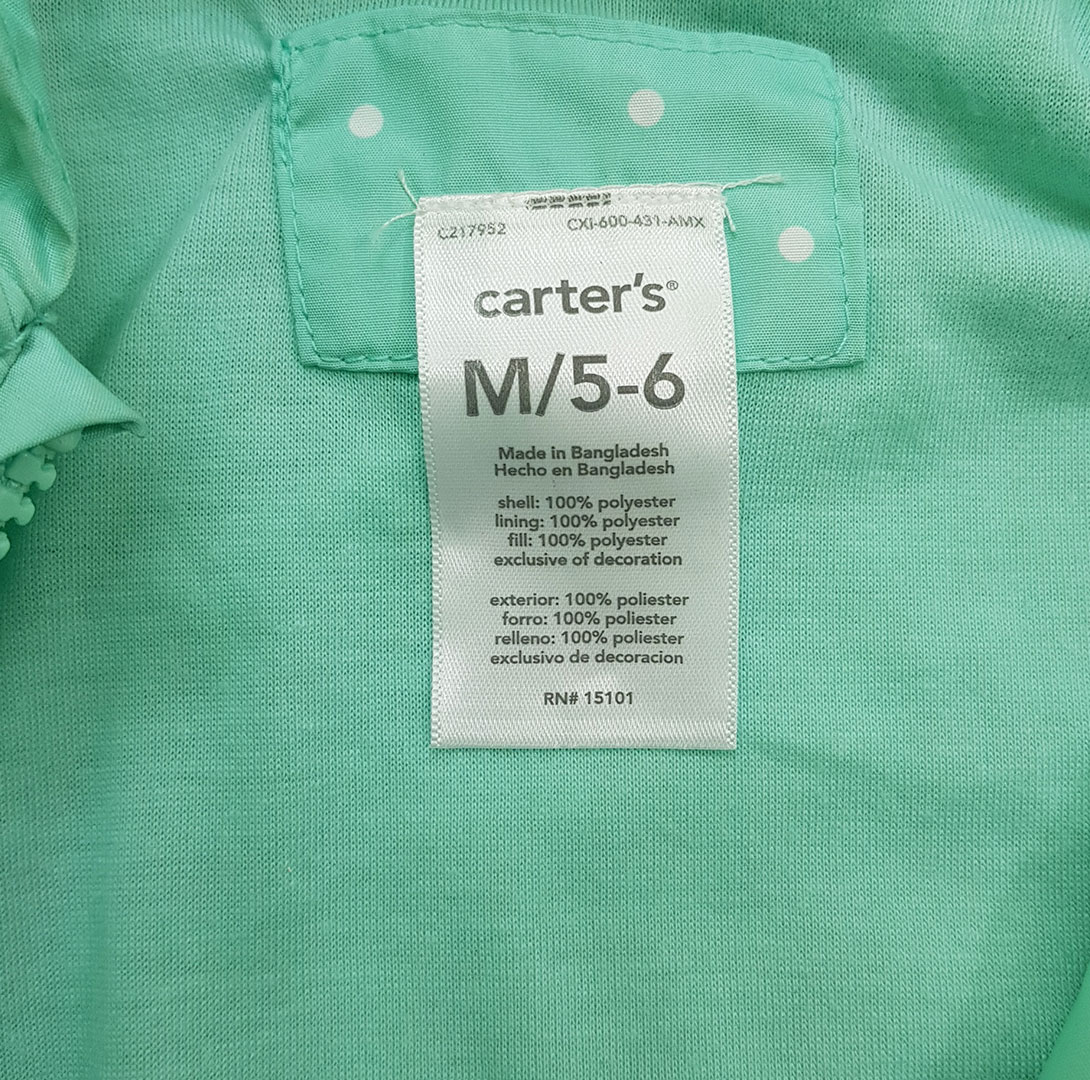 C217952 CXI-600-431-AMX
carter's®
M/5-6
Made in Bangladesh
Hecho en Bangladesh
shell: 100% polyester
lining: 100% polyester
fill: 100% polyester
exclusive of decoration
exterior: 100% poliester
forro: 100% poliester
relleno: 100% poliester
exclusivo de decoracion
RN# 15101